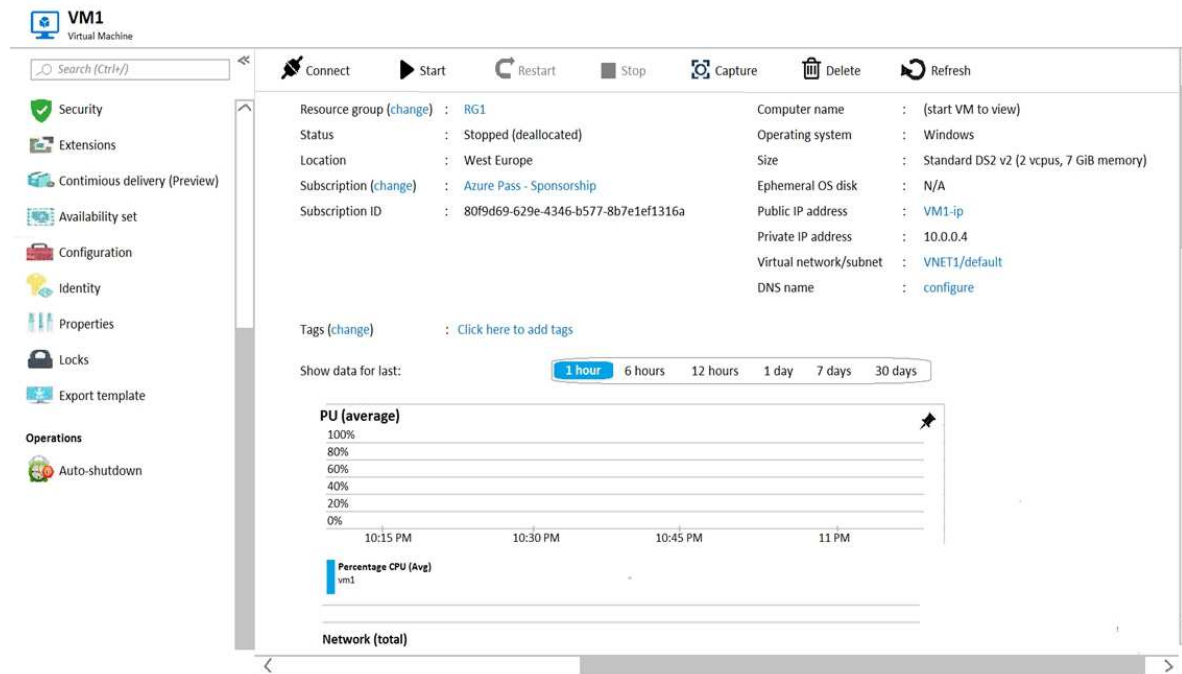 VM1
Virtual Machine
Search (Ctrl+/)
Security
Extensions
Contimious delivery (Preview)
Availability set
Configuration
Identity
Properties
Locks
Export template
Operations
Auto-shutdown
Connect Start Restart Stop Capture Delete Refresh
Resource group (change) : RG1
Status : Stopped (deallocated)
Location : West Europe
Subscription (change) : Azure Pass - Sponsorship
Subscription ID : 80f9d69-629e-4346-b577-8b7e1ef1316a
Computer name : (start VM to view)
Operating system : Windows
Size : Standard DS2 v2 (2 vcpus, 7 GiB memory)
Ephemeral OS disk : N/A
Public IP address : VM1-ip
Private IP address : 10.0.0.4
Virtual network/subnet : VNET1/default
DNS name : configure
Tags (change) : Click here to add tags
Show data for last: 1 hour 6 hours 12 hours 1 day 7 days 30 days
PU (average)
100%
80%
60%
40%
20%
0%
10:15 PM 10:30 PM 10:45 PM 11 PM
Percentage CPU (Avg)
vm1
Network (total)